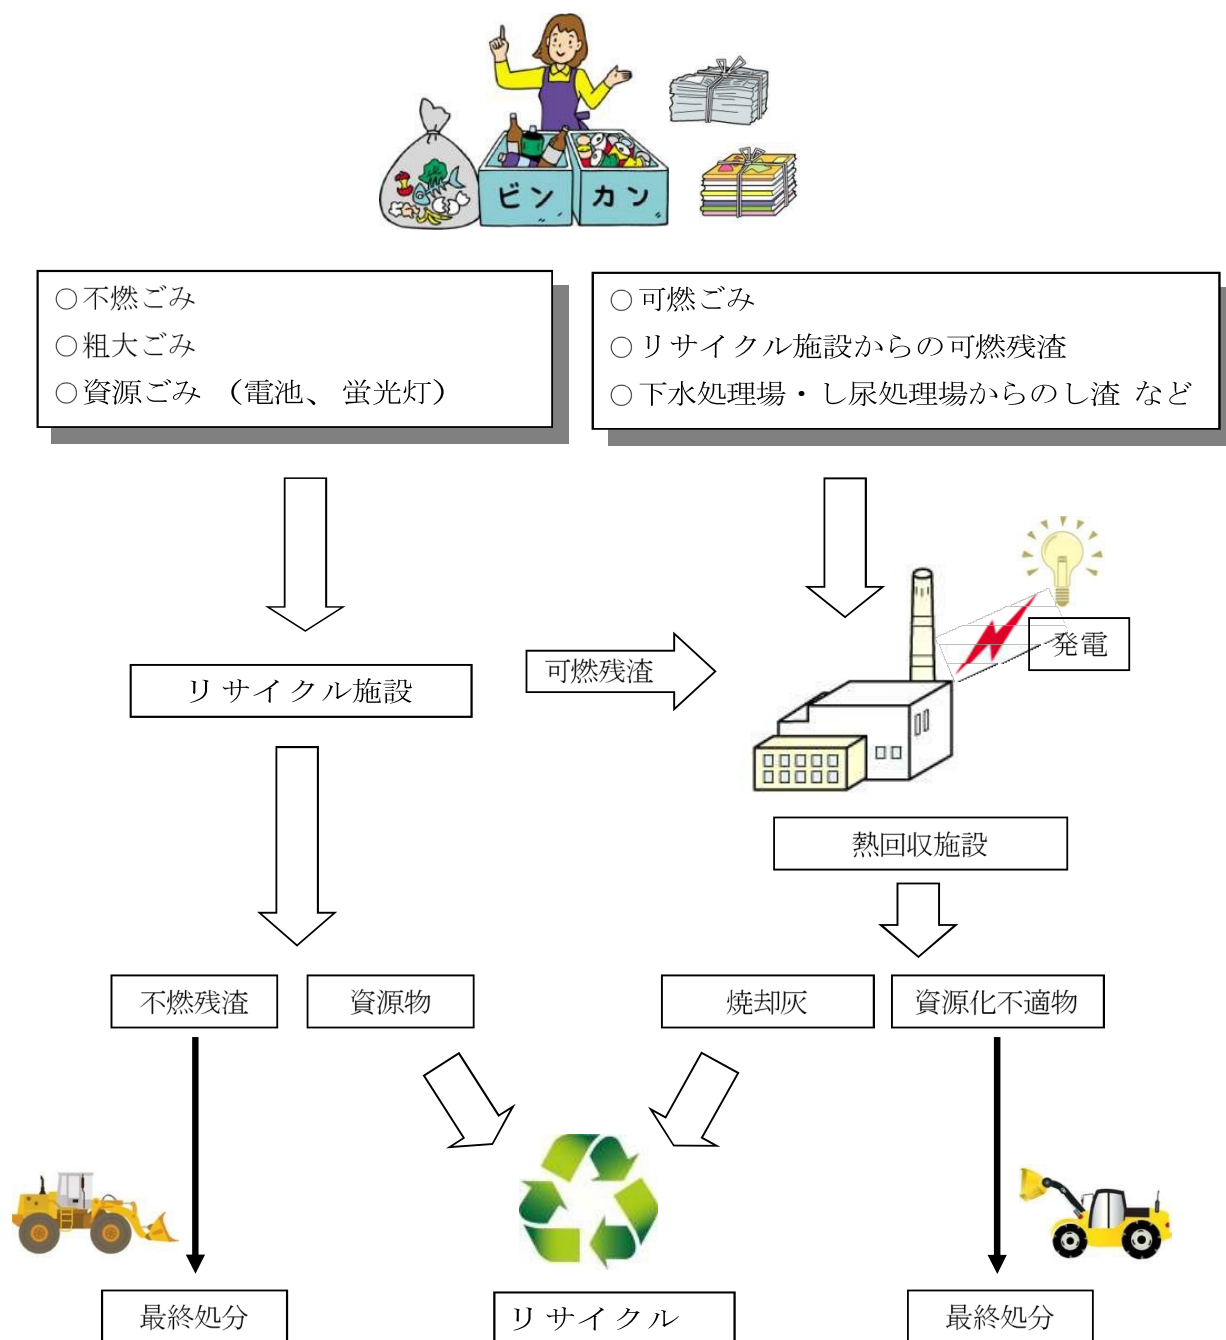 ビン
カン
○不燃ごみ
○粗大ごみ
○資源ごみ （電池、 蛍光灯）
○可燃ごみ
○リサイクル施設からの可燃残渣
○下水処理場・し尿処理場からのし渣 など
発電
可燃残渣
リサイクル施設
熱回収施設
不燃残渣
資源物
焼却灰
資源化不適物
最終処分
リサイクル
最終処分